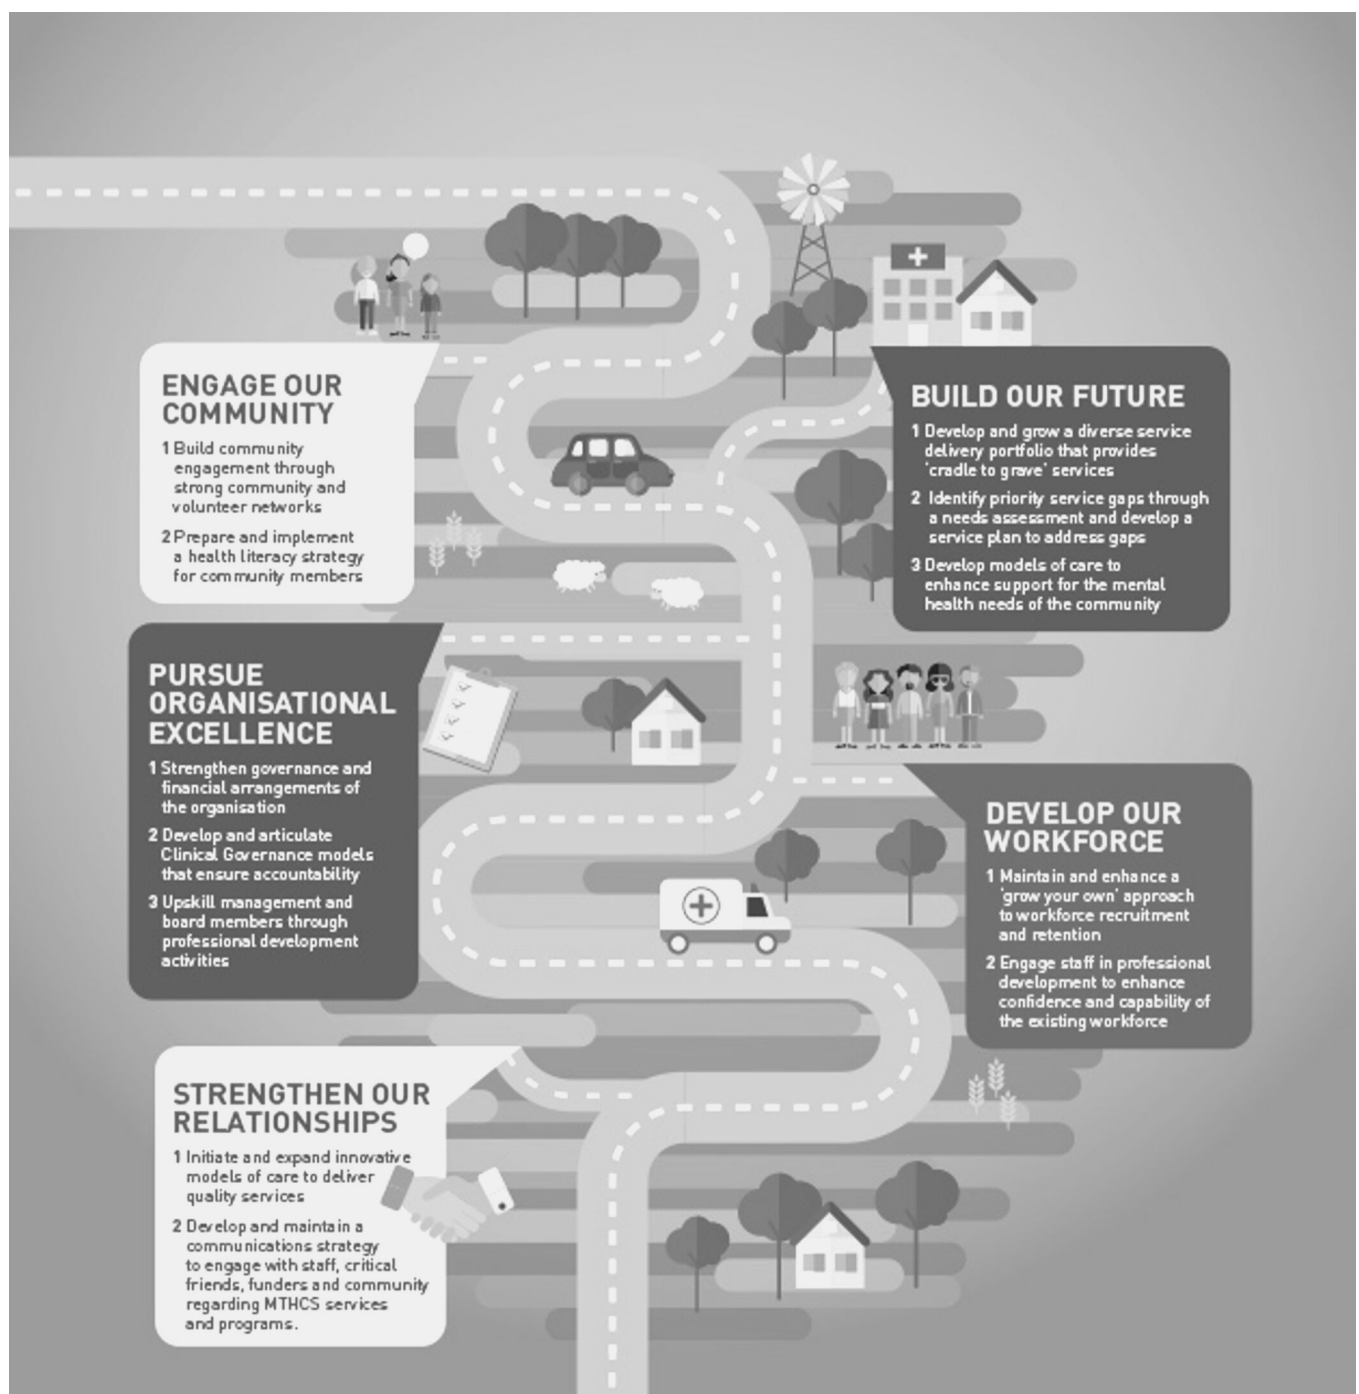 ENGAGE OUR
COMMUNITY
1 Build community
engagement through
strong community and
volunteer networks
2 Prepare and implement
a health literacy strategy
for community members
BUILD OUR FUTURE
1 Develop and grow a diverse service
delivery portfolio that provides
'cradle to grave' services
2 Identify priority service gaps through
a needs assessment and develop a
service plan to address gaps
3 Develop models of care to
enhance support for the mental
health needs of the community
PURSUE
ORGANISATIONAL
EXCELLENCE
1 Strengthen governance and
financial arrangements of
the organisation
2 Develop and articulate
Clinical Governance models
that ensure accountability
3 Upskill management and
board members through
professional development
activities
DEVELOP OUR
WORKFORCE
1 Maintain and enhance a
'grow your own' approach
to workforce recruitment
and retention
2 Engage staff in professional
development to enhance
confidence and capability of
the existing workforce
STRENGTHEN OUR
RELATIONSHIPS
1 Initiate and expand innovative
models of care to deliver
quality services
2 Develop and maintain a
communications strategy
to engage with staff, critical
friends, funders and community
regarding MTHCS services
and programs.